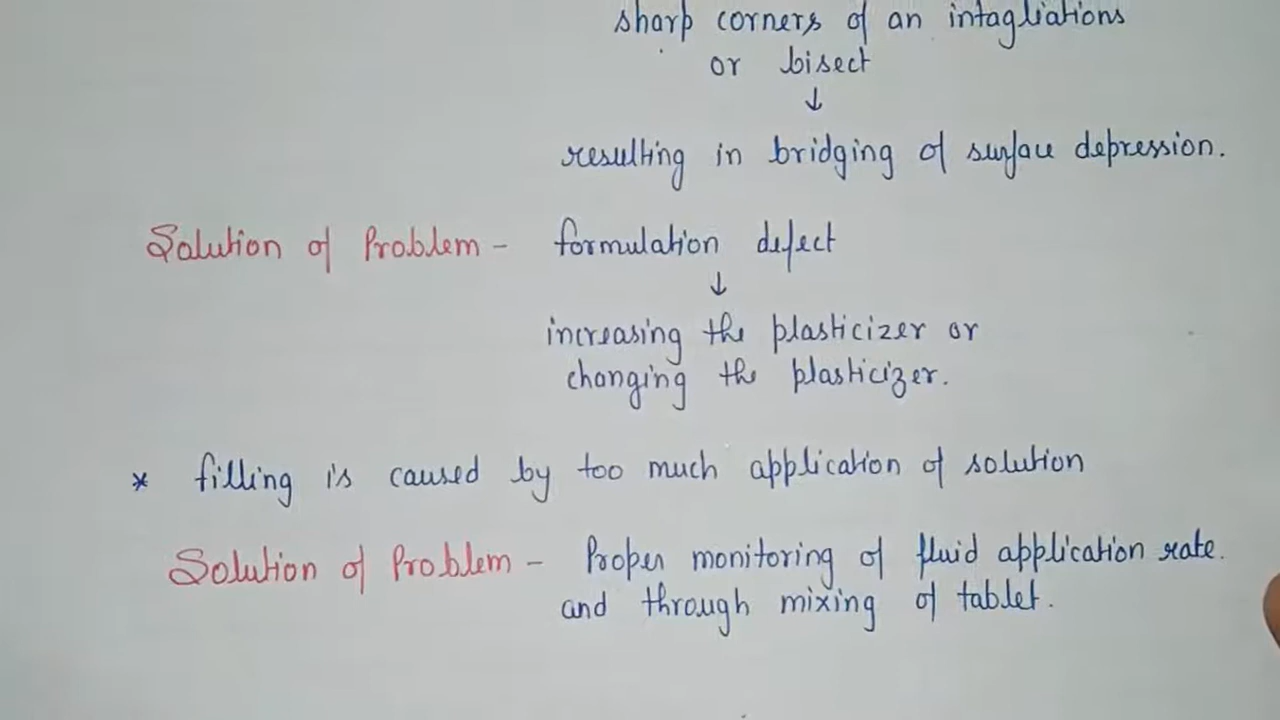 sharp corners of an intagliations
or bisect
↓
resulting in bridging of surface depression.
Solution of Problem - formulation defect
↓
increasing the plasticizer or
changing the plasticizer.
* filling is caused by too much application of solution
Solution of Problem - Proper monitoring of fluid application rate.
and through mixing of tablet.